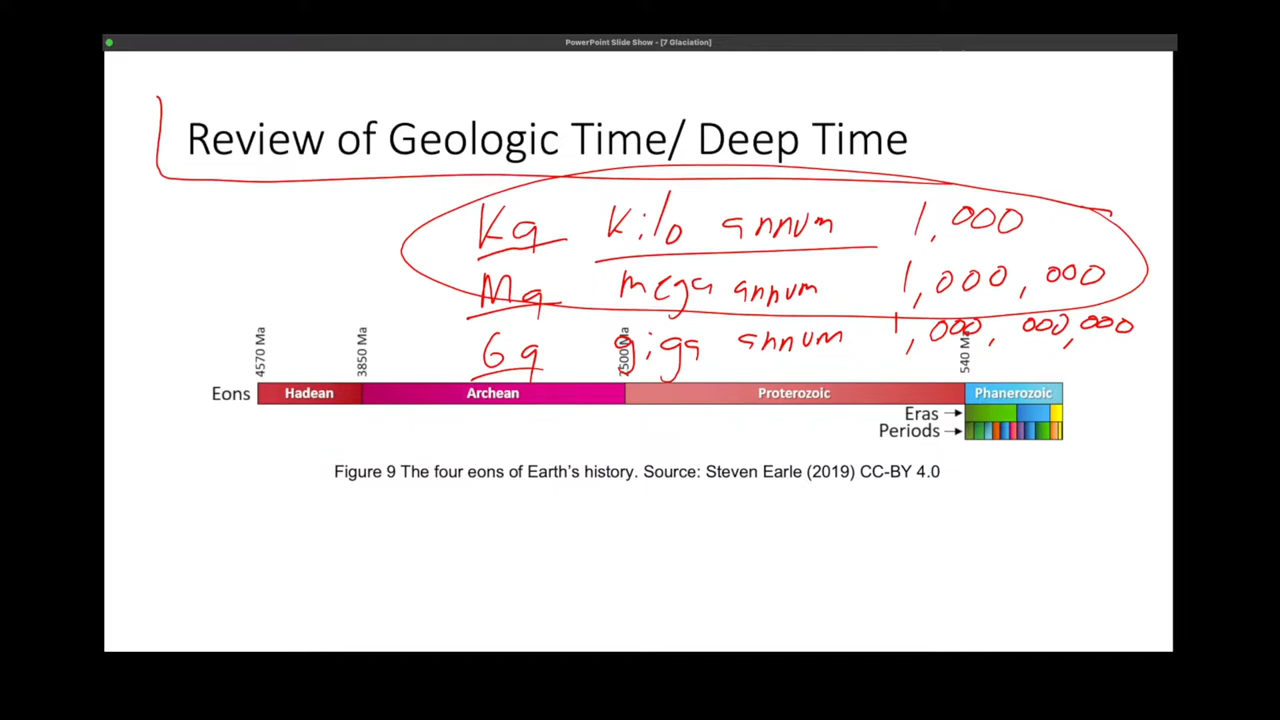 PowerPoint Slide Show - [7 Glaciation]
Review of Geologic Time/ Deep Time
Ka kilo annum 1,000
Ma mega annum 1,000,000
Ga giga annum 1,000,000,000
4570 Ma 3850 Ma 2500 Ma 540 Ma
Eons Hadean Archean Proterozoic Phanerozoic
Eras
Periods
Figure 9 The four eons of Earth's history. Source: Steven Earle (2019) CC-BY 4.0